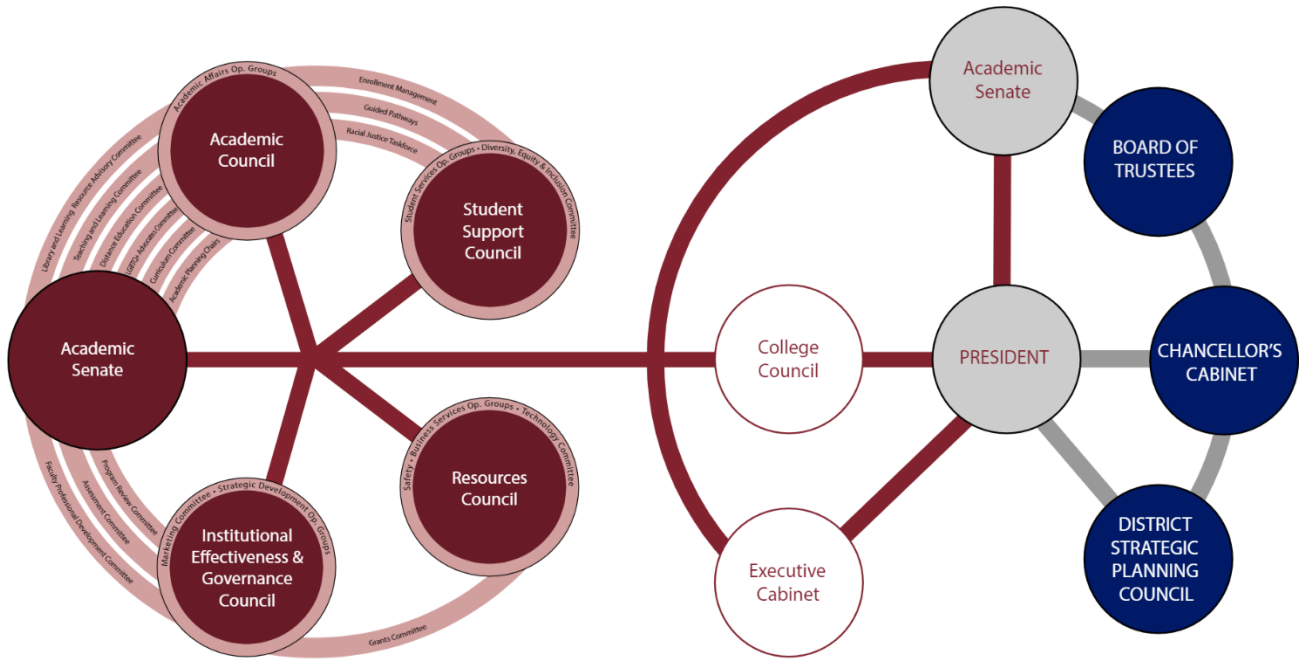 Academic Affairs Op. Groups
Academic
Council
Enrollment Management
Guided Pathways
Racial Justice Taskforce
Student Services Op. Groups • Diversity, Equity & Inclusion Committee
Student
Support
Council
Library and Learning Resource Advisory Committee
Teaching and Learning Committee
Distance Education Committee
LGBTQ+ Advocates Committee
Curriculum Committee
Academic Planning Chairs
Academic
Senate
Faculty Professional Development Committee
Assessment Committee
Program Review Committee
Marketing Committee • Strategic Development Op. Groups
Institutional
Effectiveness &
Governance
Council
Safety • Business Services Op. Groups • Technology Committee
Resources
Council
Grants Committee
Academic
Senate
BOARD OF
TRUSTEES
College
Council
PRESIDENT
CHANCELLOR'S
CABINET
Executive
Cabinet
DISTRICT
STRATEGIC
PLANNING
COUNCIL